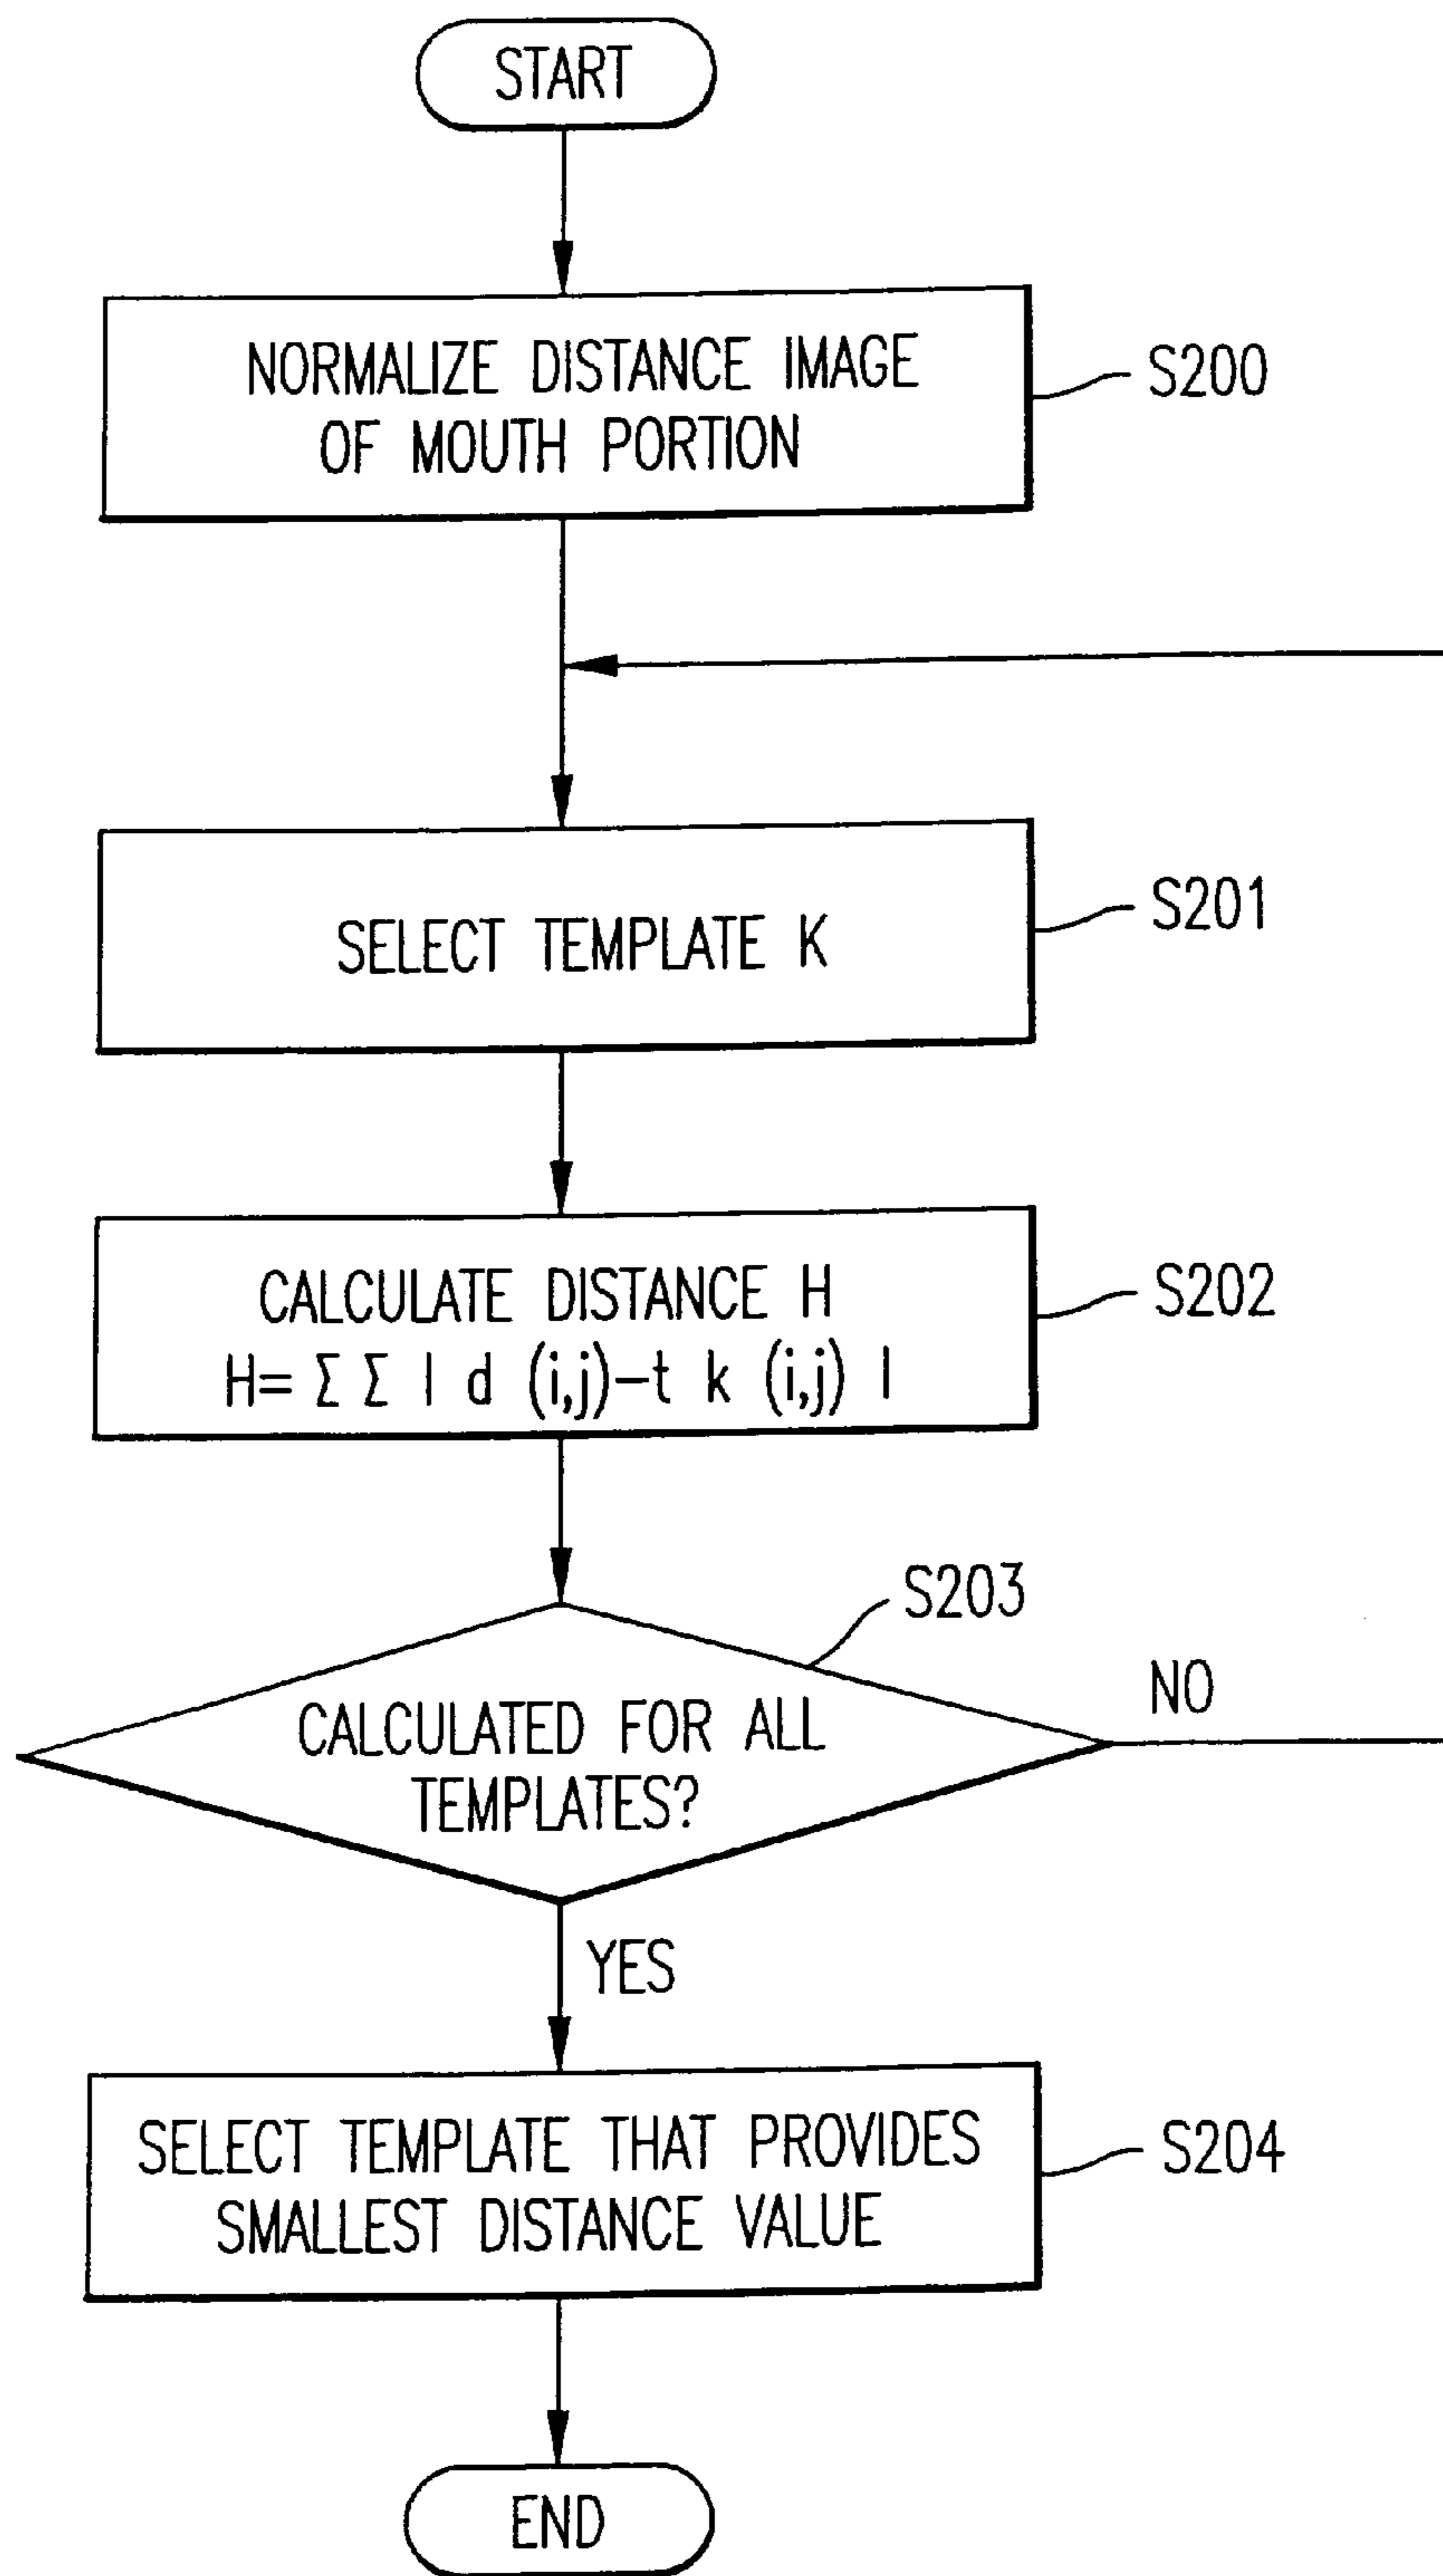 START
NORMALIZE DISTANCE IMAGE
OF MOUTH PORTION
S200
SELECT TEMPLATE K
S201
CALCULATE DISTANCE H
H= Σ Σ | d (i,j)-t k (i,j) |
S202
S203
CALCULATED FOR ALL
TEMPLATES?
NO
YES
SELECT TEMPLATE THAT PROVIDES
SMALLEST DISTANCE VALUE
S204
END